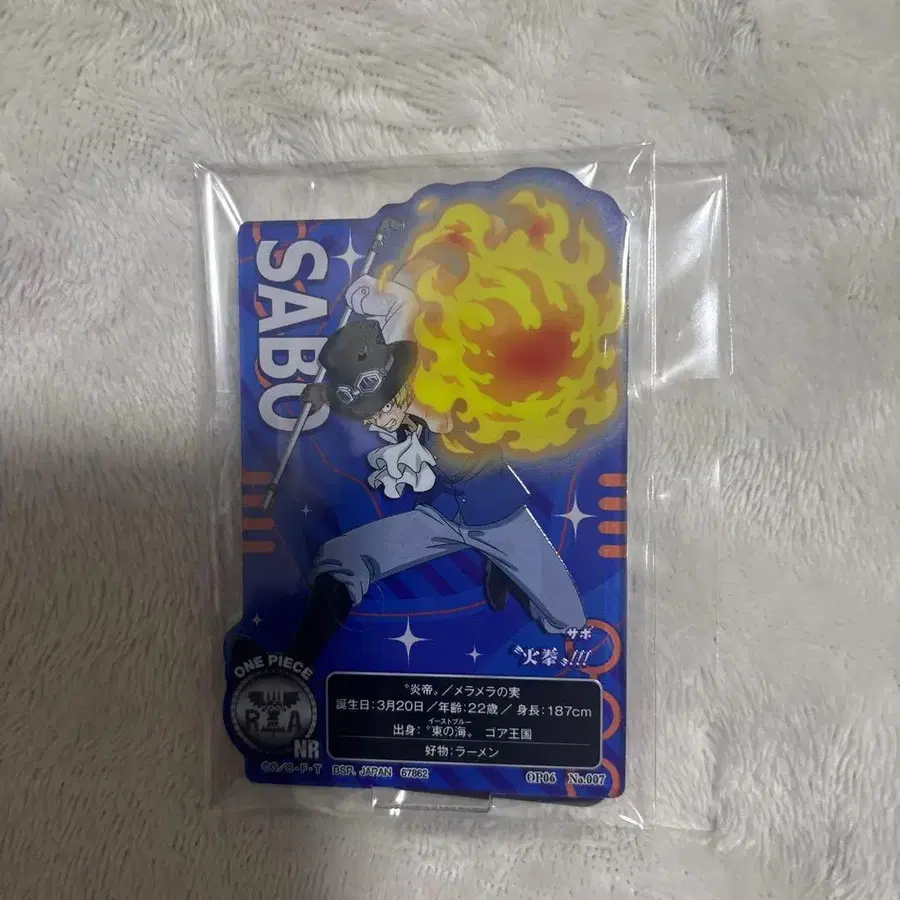 SABO
サボ
〝火拳〟!!!
ONE PIECE
R A
NR
〝炎帝〟／メラメラの実
誕生日:3月20日／年齢:22歳／身長:187cm
イーストブルー
出身:〝東の海〟 ゴア王国
好物:ラーメン
BSP, JAPAN 67862
OP06 No.007